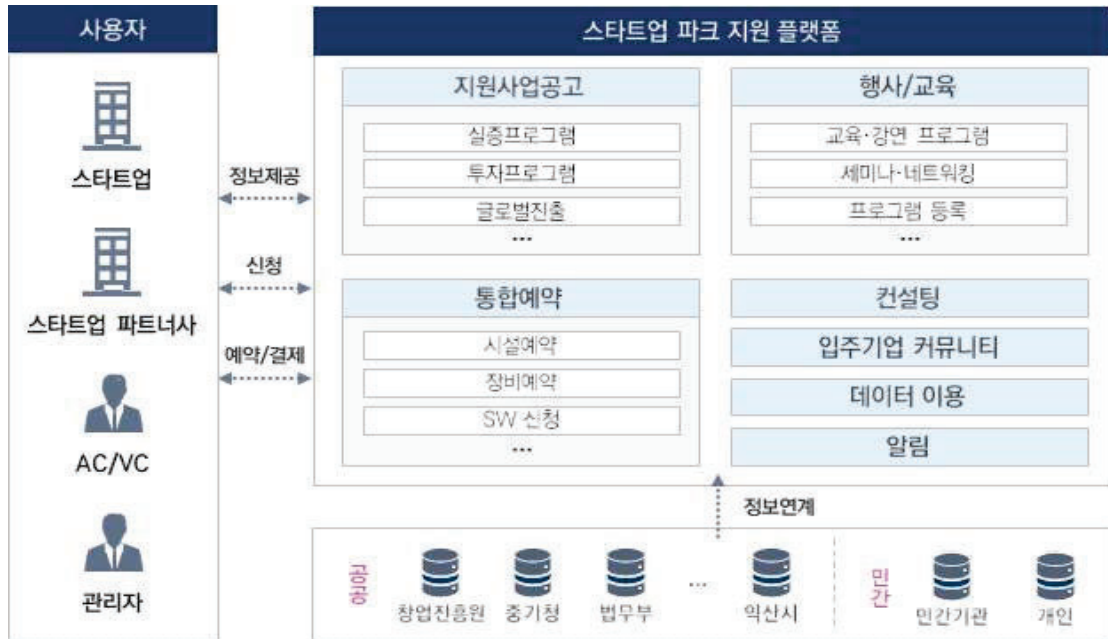 사용자
스타트업
스타트업 파트너사
AC/VC
관리자
정보제공
신청
예약/결제
스타트업 파크 지원 플랫폼
지원사업공고
실증프로그램
투자프로그램
글로벌진출
...
행사/교육
교육·강연 프로그램
세미나·네트워킹
프로그램 등록
...
통합예약
시설예약
장비예약
SW 신청
...
컨설팅
입주기업 커뮤니티
데이터 이용
알림
정보연계
공공
창업진흥원
중기청
법무부
...
익산시
민간
민간기관
개인